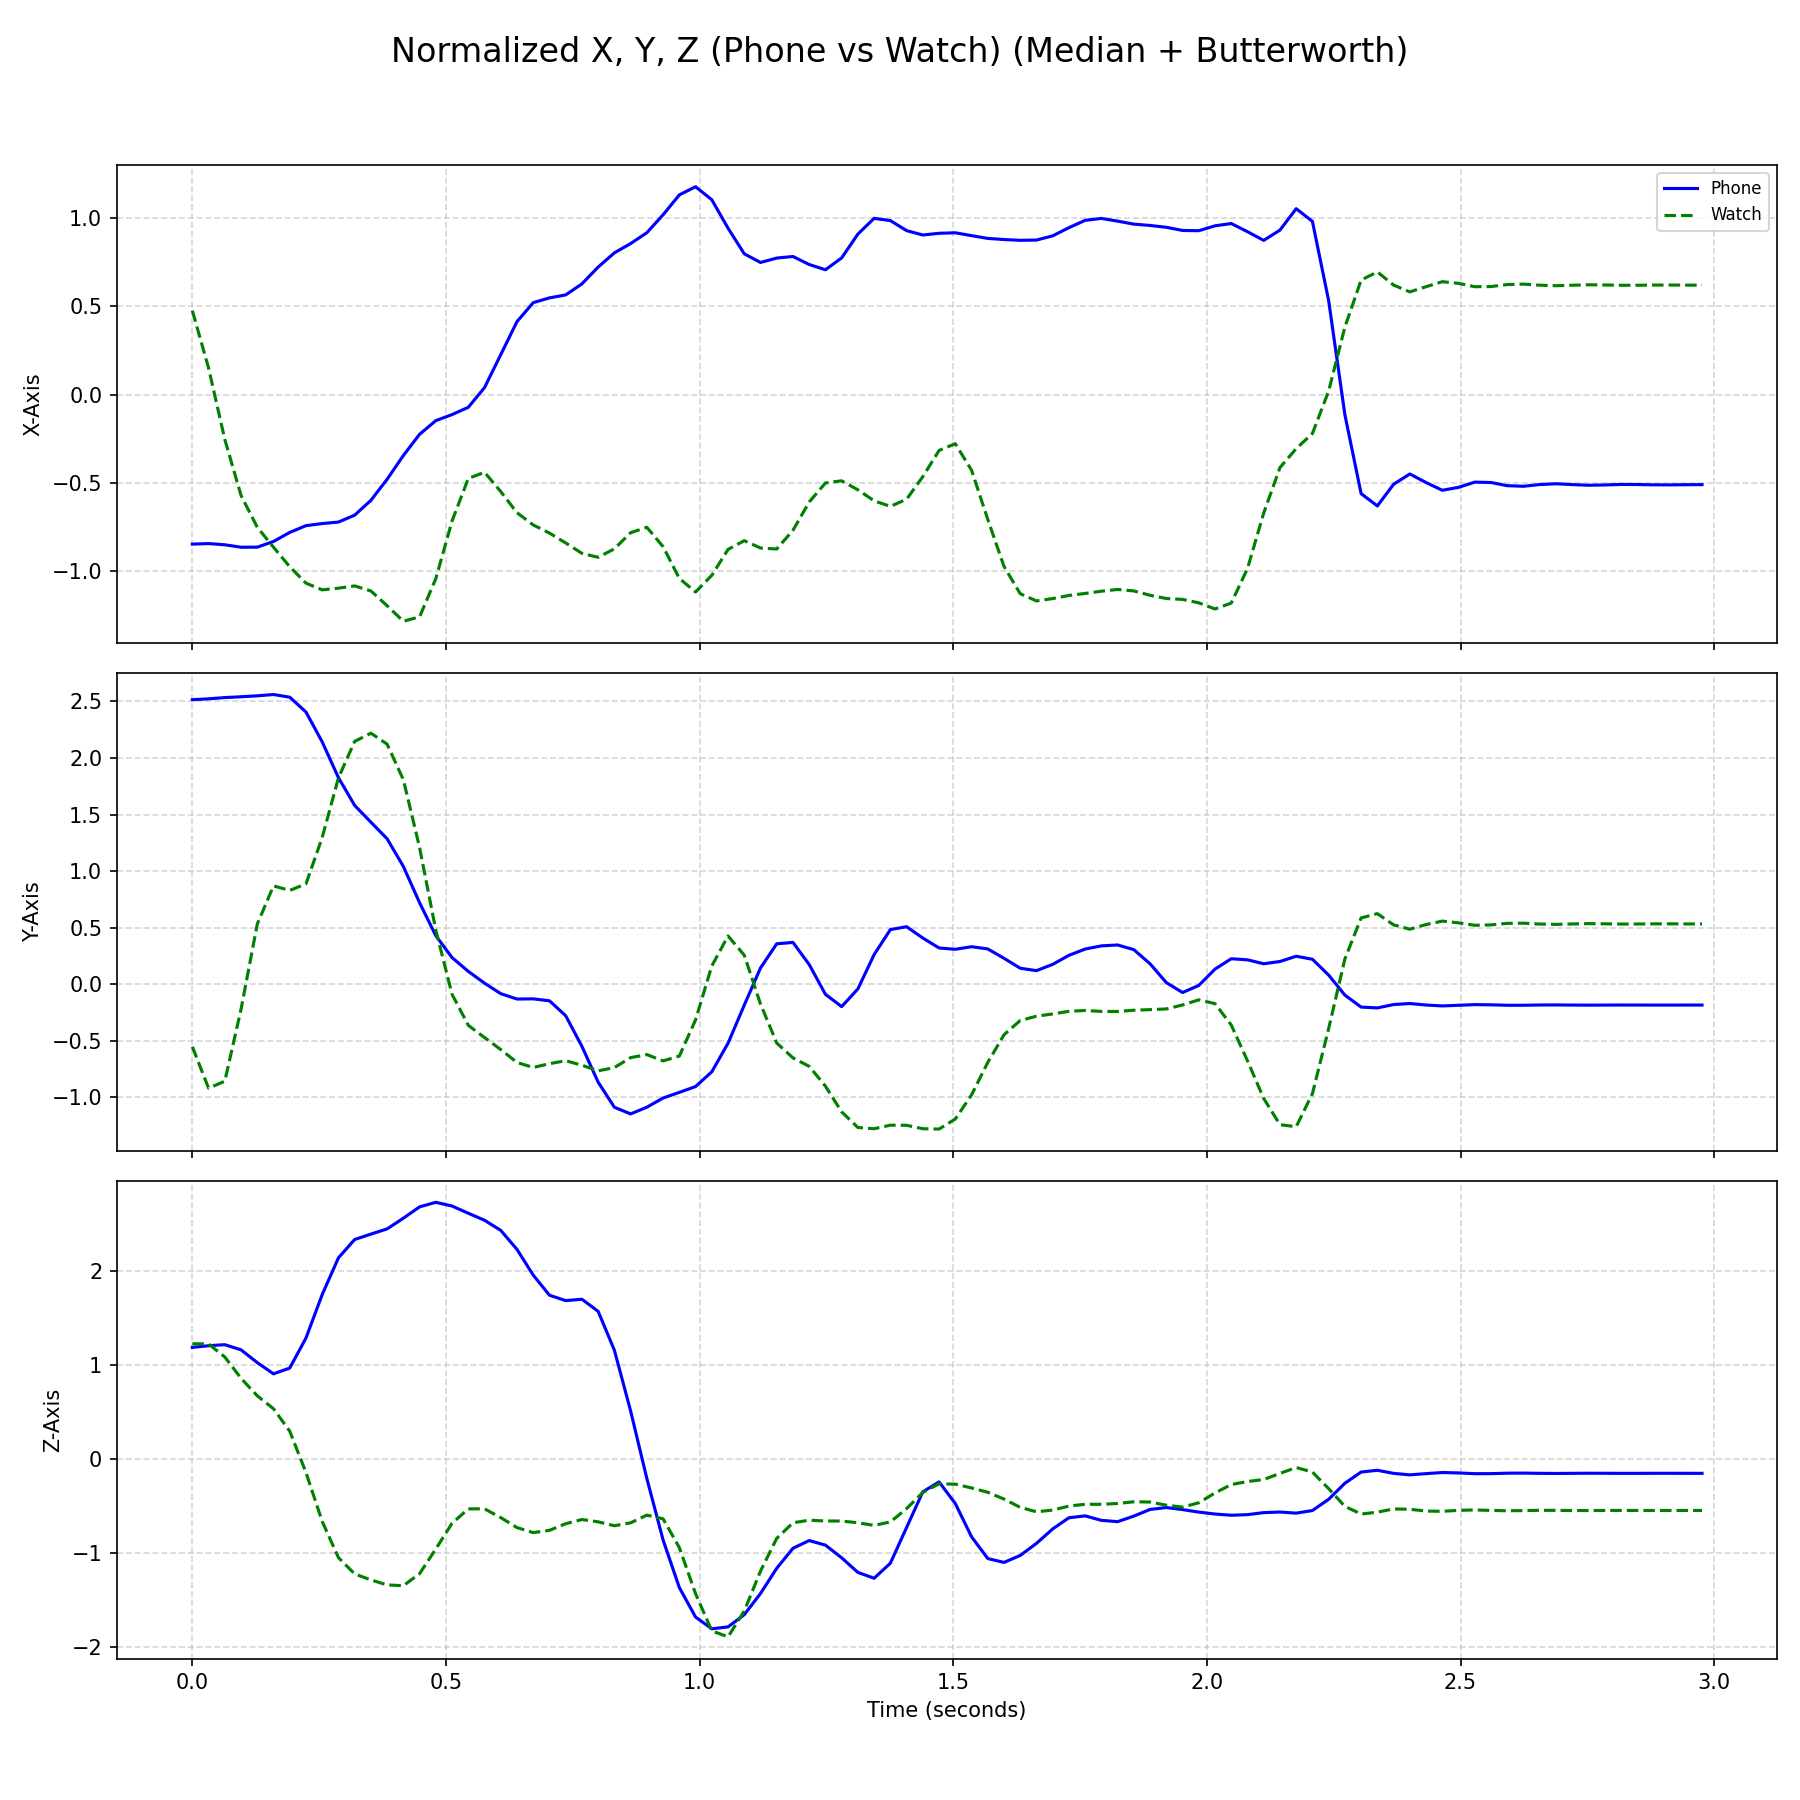 Normalized X, Y, Z (Phone vs Watch) (Median + Butterworth)
Phone
Watch
1.0
0.5
0.0
−0.5
−1.0
X-Axis
2.5
2.0
1.5
1.0
0.5
0.0
−0.5
−1.0
Y-Axis
2
1
0
−1
−2
Z-Axis
0.0 0.5 1.0 1.5 2.0 2.5 3.0
Time (seconds)